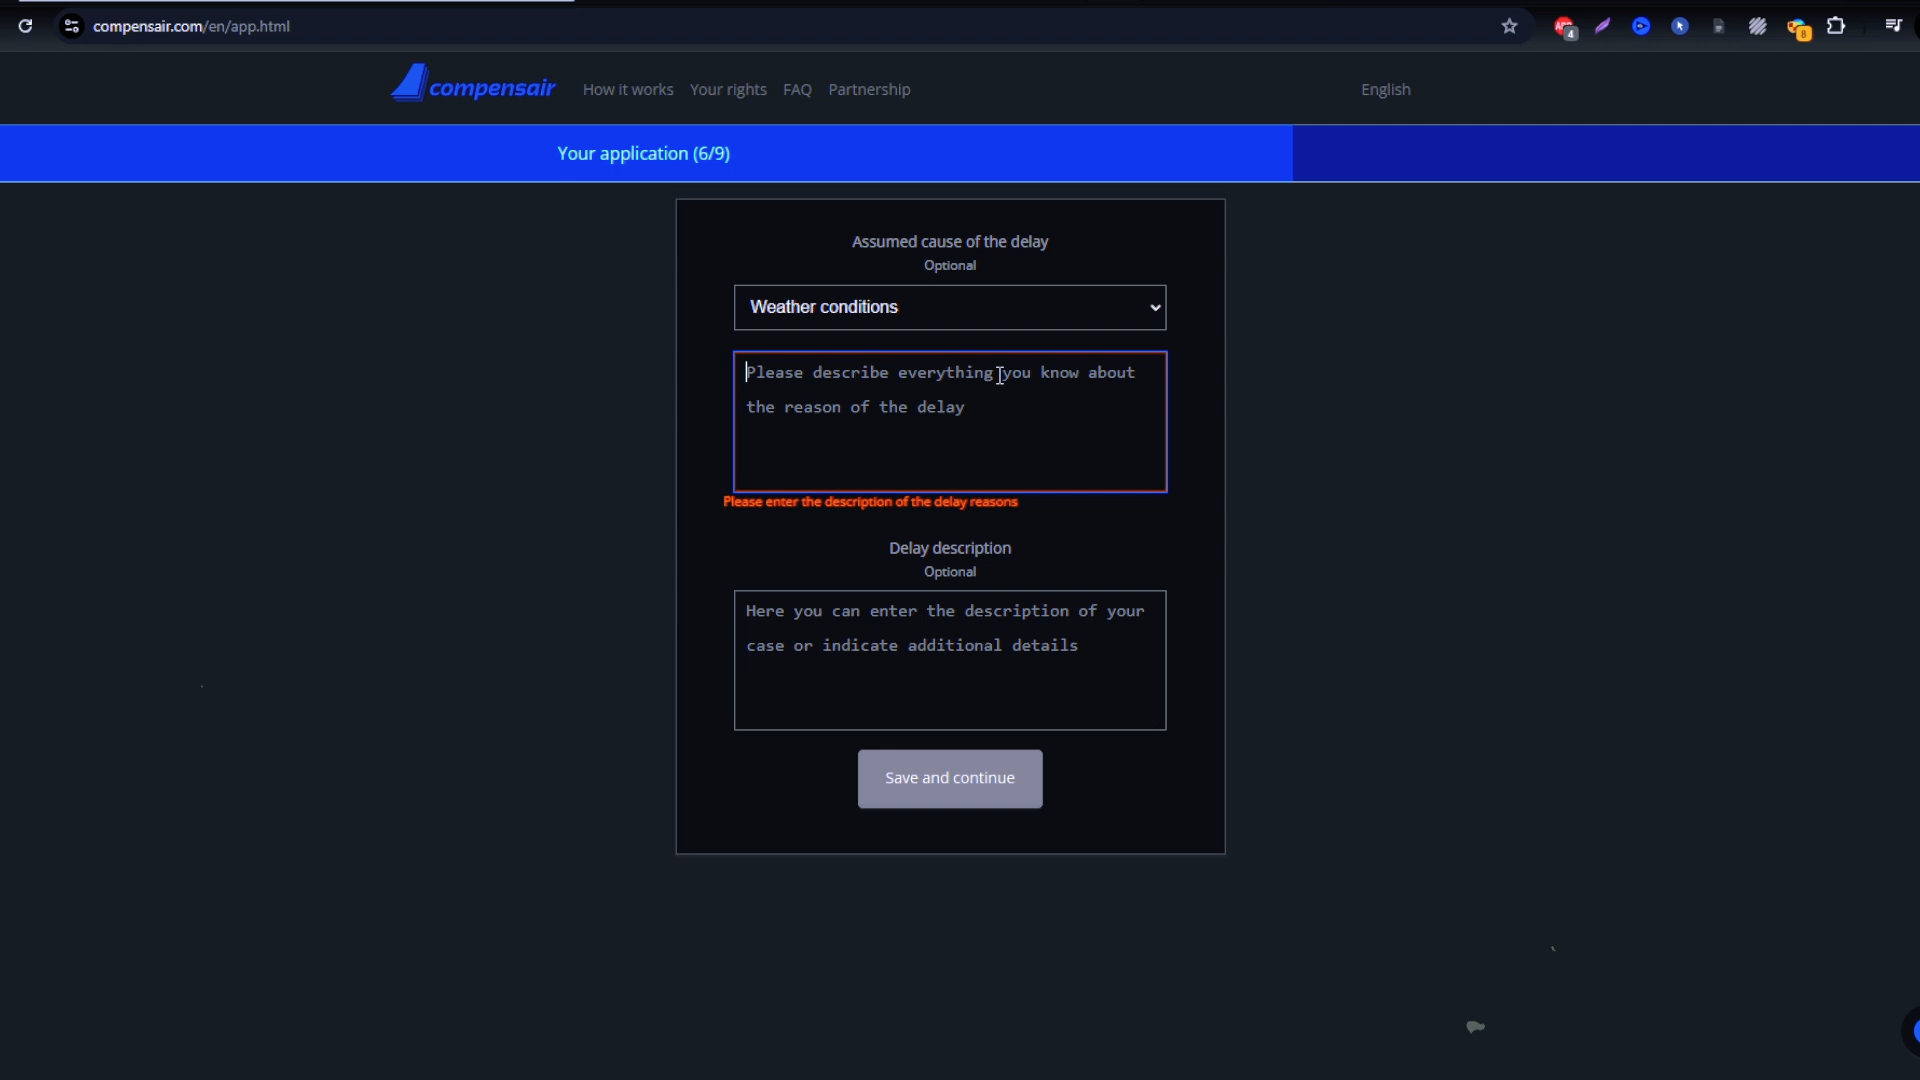 compensair.com/en/app.html
4
8
compensair
How it works
Your rights
FAQ
Partnership
English
Your application (6/9)
Assumed cause of the delay
Optional
Weather conditions
Please describe everything you know about
the reason of the delay
Please enter the description of the delay reasons
Delay description
Optional
Here you can enter the description of your
case or indicate additional details
Save and continue